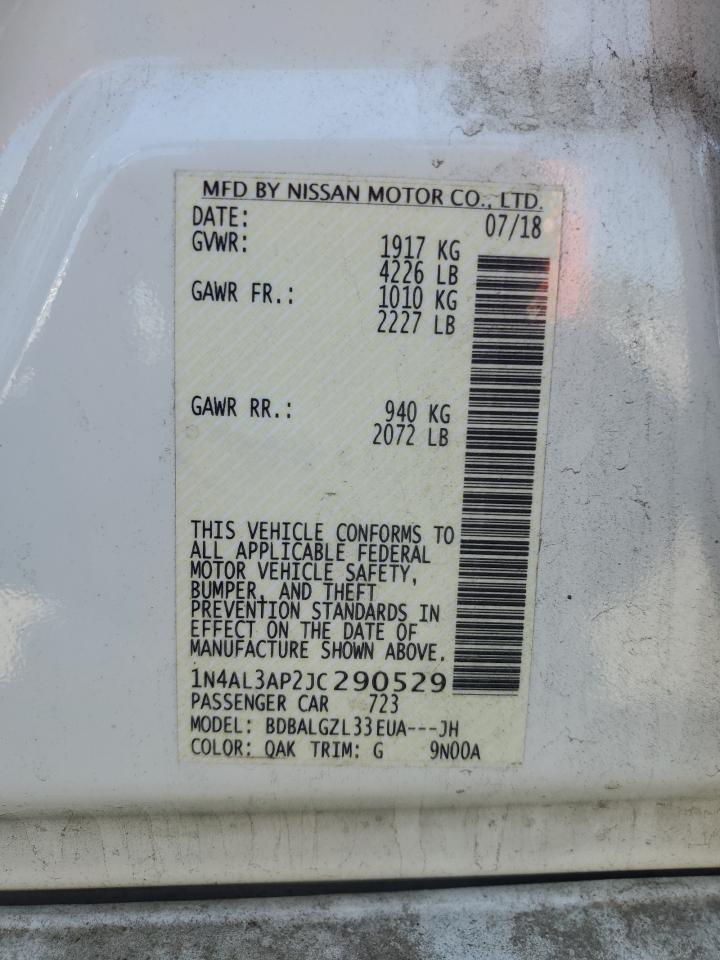 MFD BY NISSAN MOTOR CO., LTD.
DATE: 07/18
GVWR: 1917 KG
4226 LB
GAWR FR.: 1010 KG
2227 LB
GAWR RR.: 940 KG
2072 LB
THIS VEHICLE CONFORMS TO
ALL APPLICABLE FEDERAL
MOTOR VEHICLE SAFETY,
BUMPER, AND THEFT
PREVENTION STANDARDS IN
EFFECT ON THE DATE OF
MANUFACTURE SHOWN ABOVE.
1N4AL3AP2JC290529
PASSENGER CAR 723
MODEL: BDBALGZL33EUA---JH
COLOR: QAK TRIM: G 9N00A